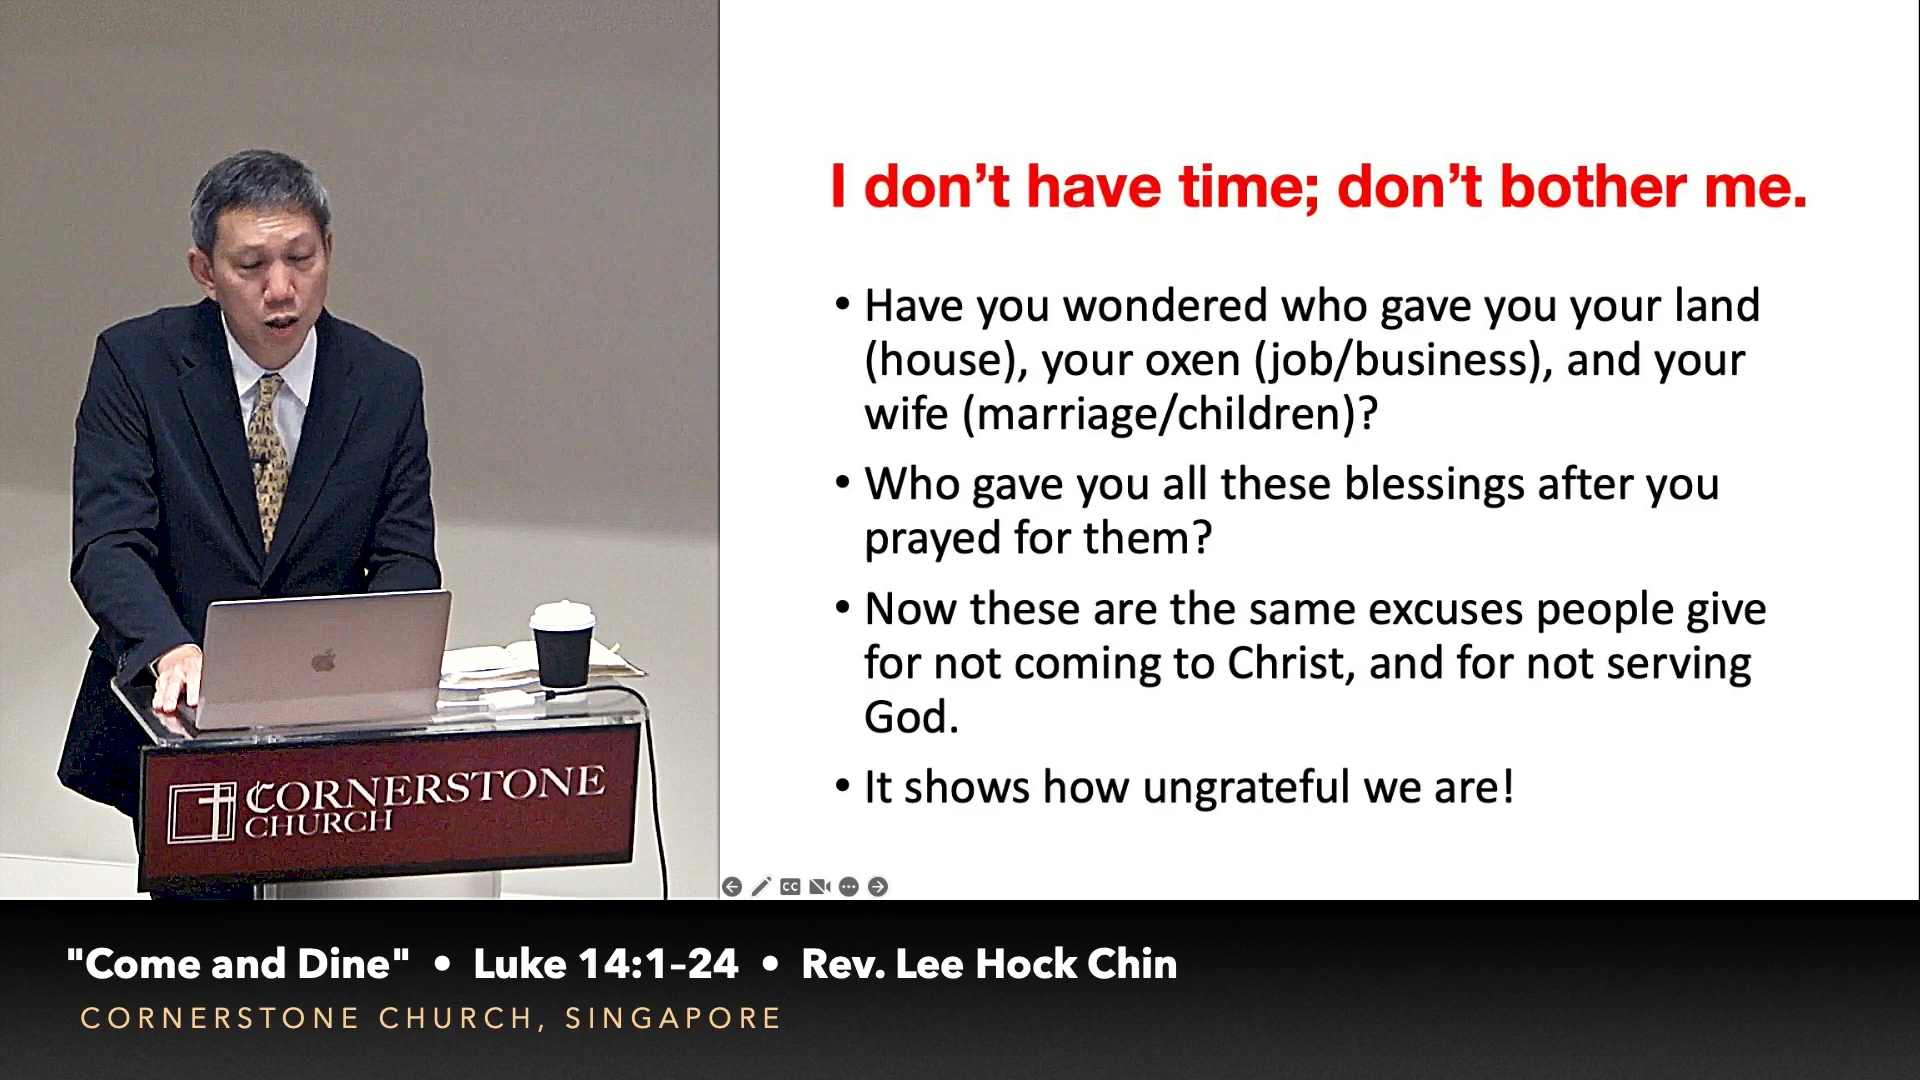 I don't have time; don't bother me.
• Have you wondered who gave you your land
(house), your oxen (job/business), and your
wife (marriage/children)?
• Who gave you all these blessings after you
prayed for them?
• Now these are the same excuses people give
for not coming to Christ, and for not serving
God.
• It shows how ungrateful we are!
CORNERSTONE
CHURCH
CC
"Come and Dine" • Luke 14:1–24 • Rev. Lee Hock Chin
CORNERSTONE CHURCH, SINGAPORE